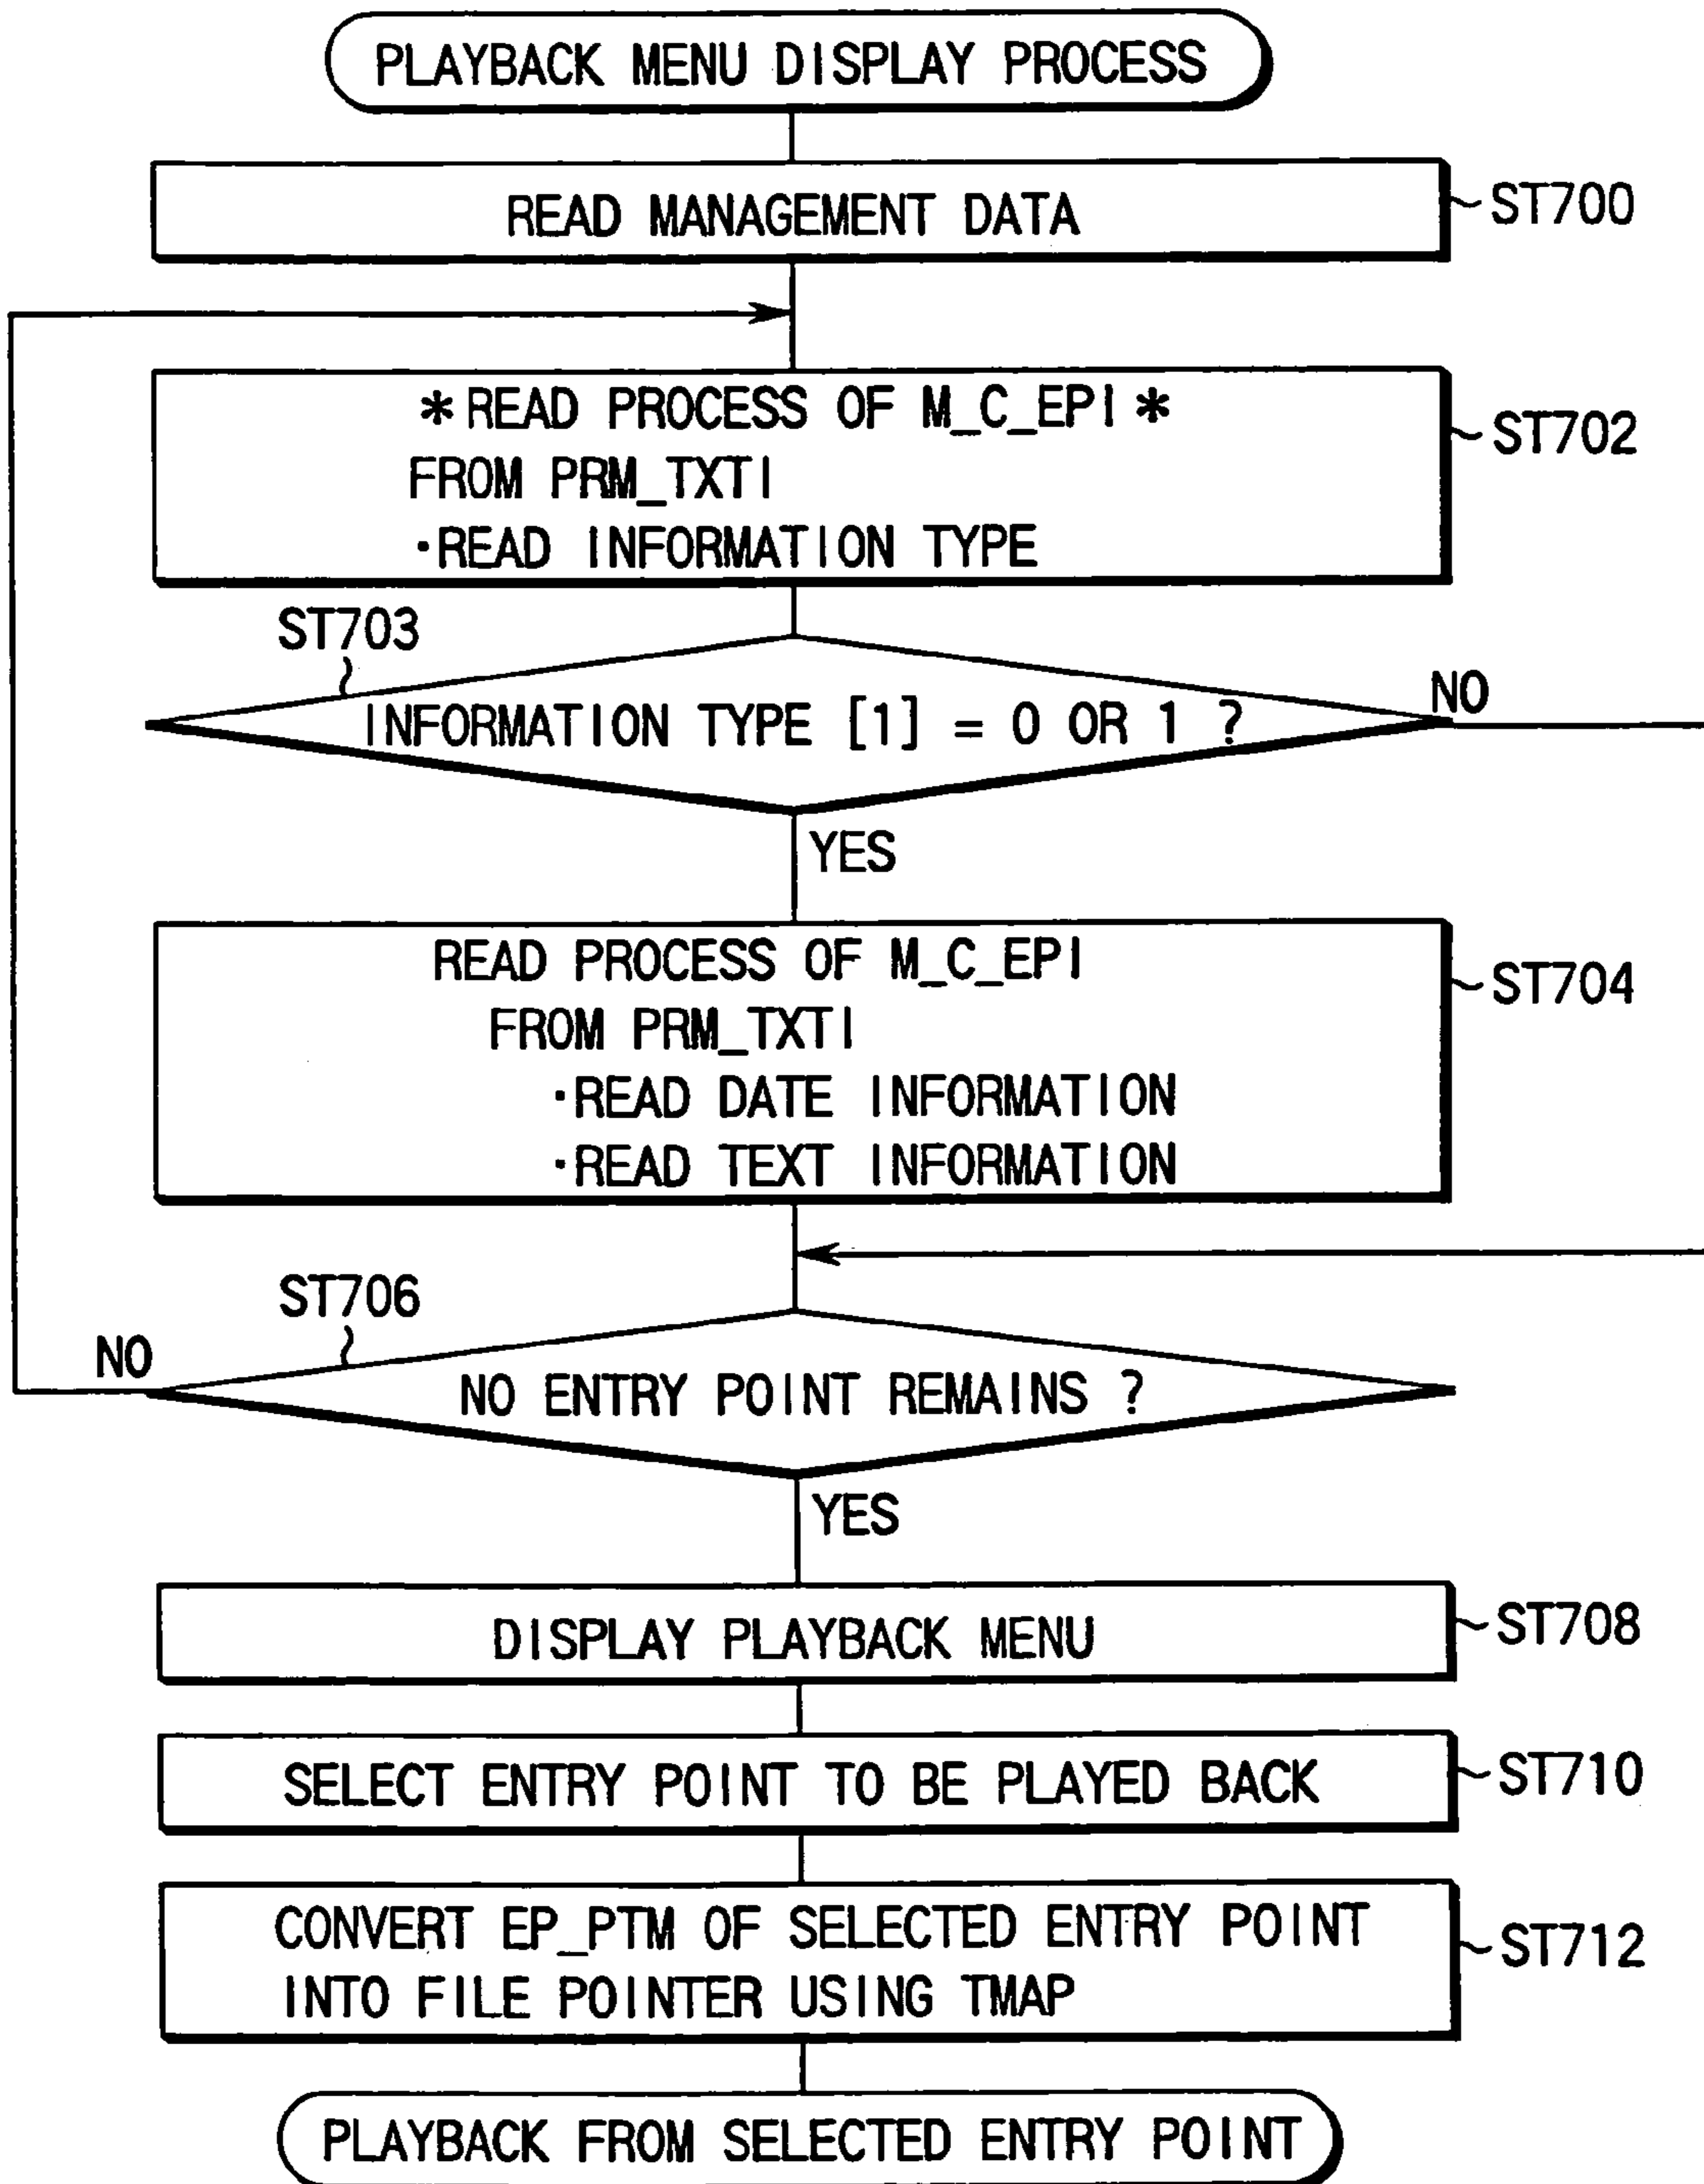 PLAYBACK MENU DISPLAY PROCESS
READ MANAGEMENT DATA
ST700
*READ PROCESS OF M_C_EPI*
FROM PRM_TXTI
·READ INFORMATION TYPE
ST702
ST703
INFORMATION TYPE [1] = 0 OR 1 ?
NO
YES
READ PROCESS OF M_C_EPI
FROM PRM_TXTI
·READ DATE INFORMATION
·READ TEXT INFORMATION
ST704
ST706
NO
NO ENTRY POINT REMAINS ?
YES
DISPLAY PLAYBACK MENU
ST708
SELECT ENTRY POINT TO BE PLAYED BACK
ST710
CONVERT EP_PTM OF SELECTED ENTRY POINT
INTO FILE POINTER USING TMAP
ST712
PLAYBACK FROM SELECTED ENTRY POINT